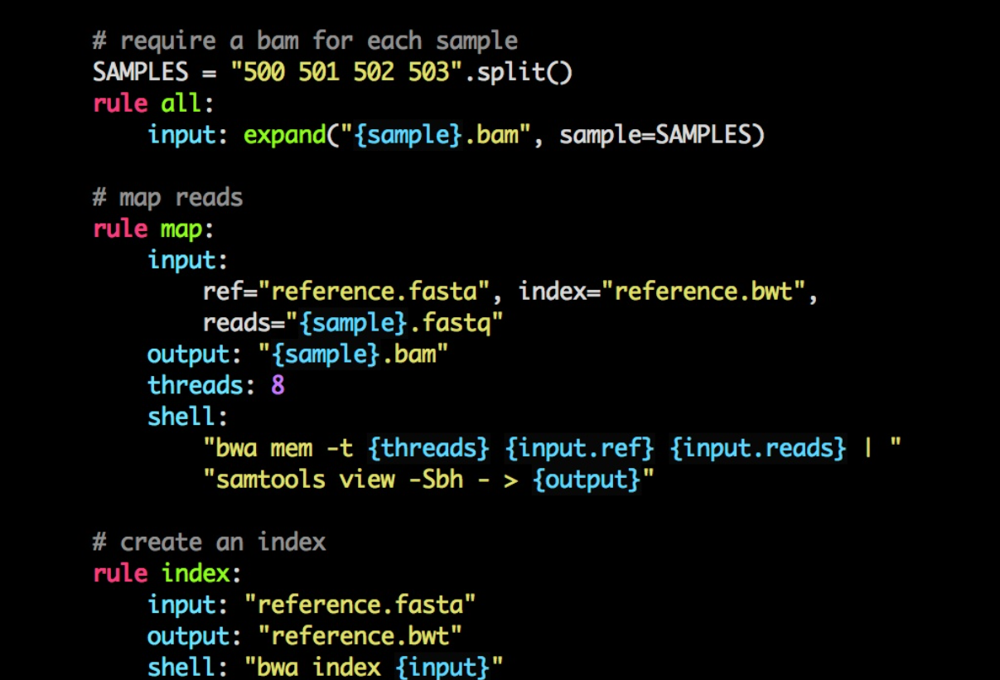 # require a bam for each sample
SAMPLES = "500 501 502 503".split()
rule all:
    input: expand("{sample}.bam", sample=SAMPLES)

# map reads
rule map:
    input:
        ref="reference.fasta", index="reference.bwt",
        reads="{sample}.fastq"
    output: "{sample}.bam"
    threads: 8
    shell:
        "bwa mem -t {threads} {input.ref} {input.reads} | "
        "samtools view -Sbh - > {output}"

# create an index
rule index:
    input: "reference.fasta"
    output: "reference.bwt"
    shell: "bwa index {input}"